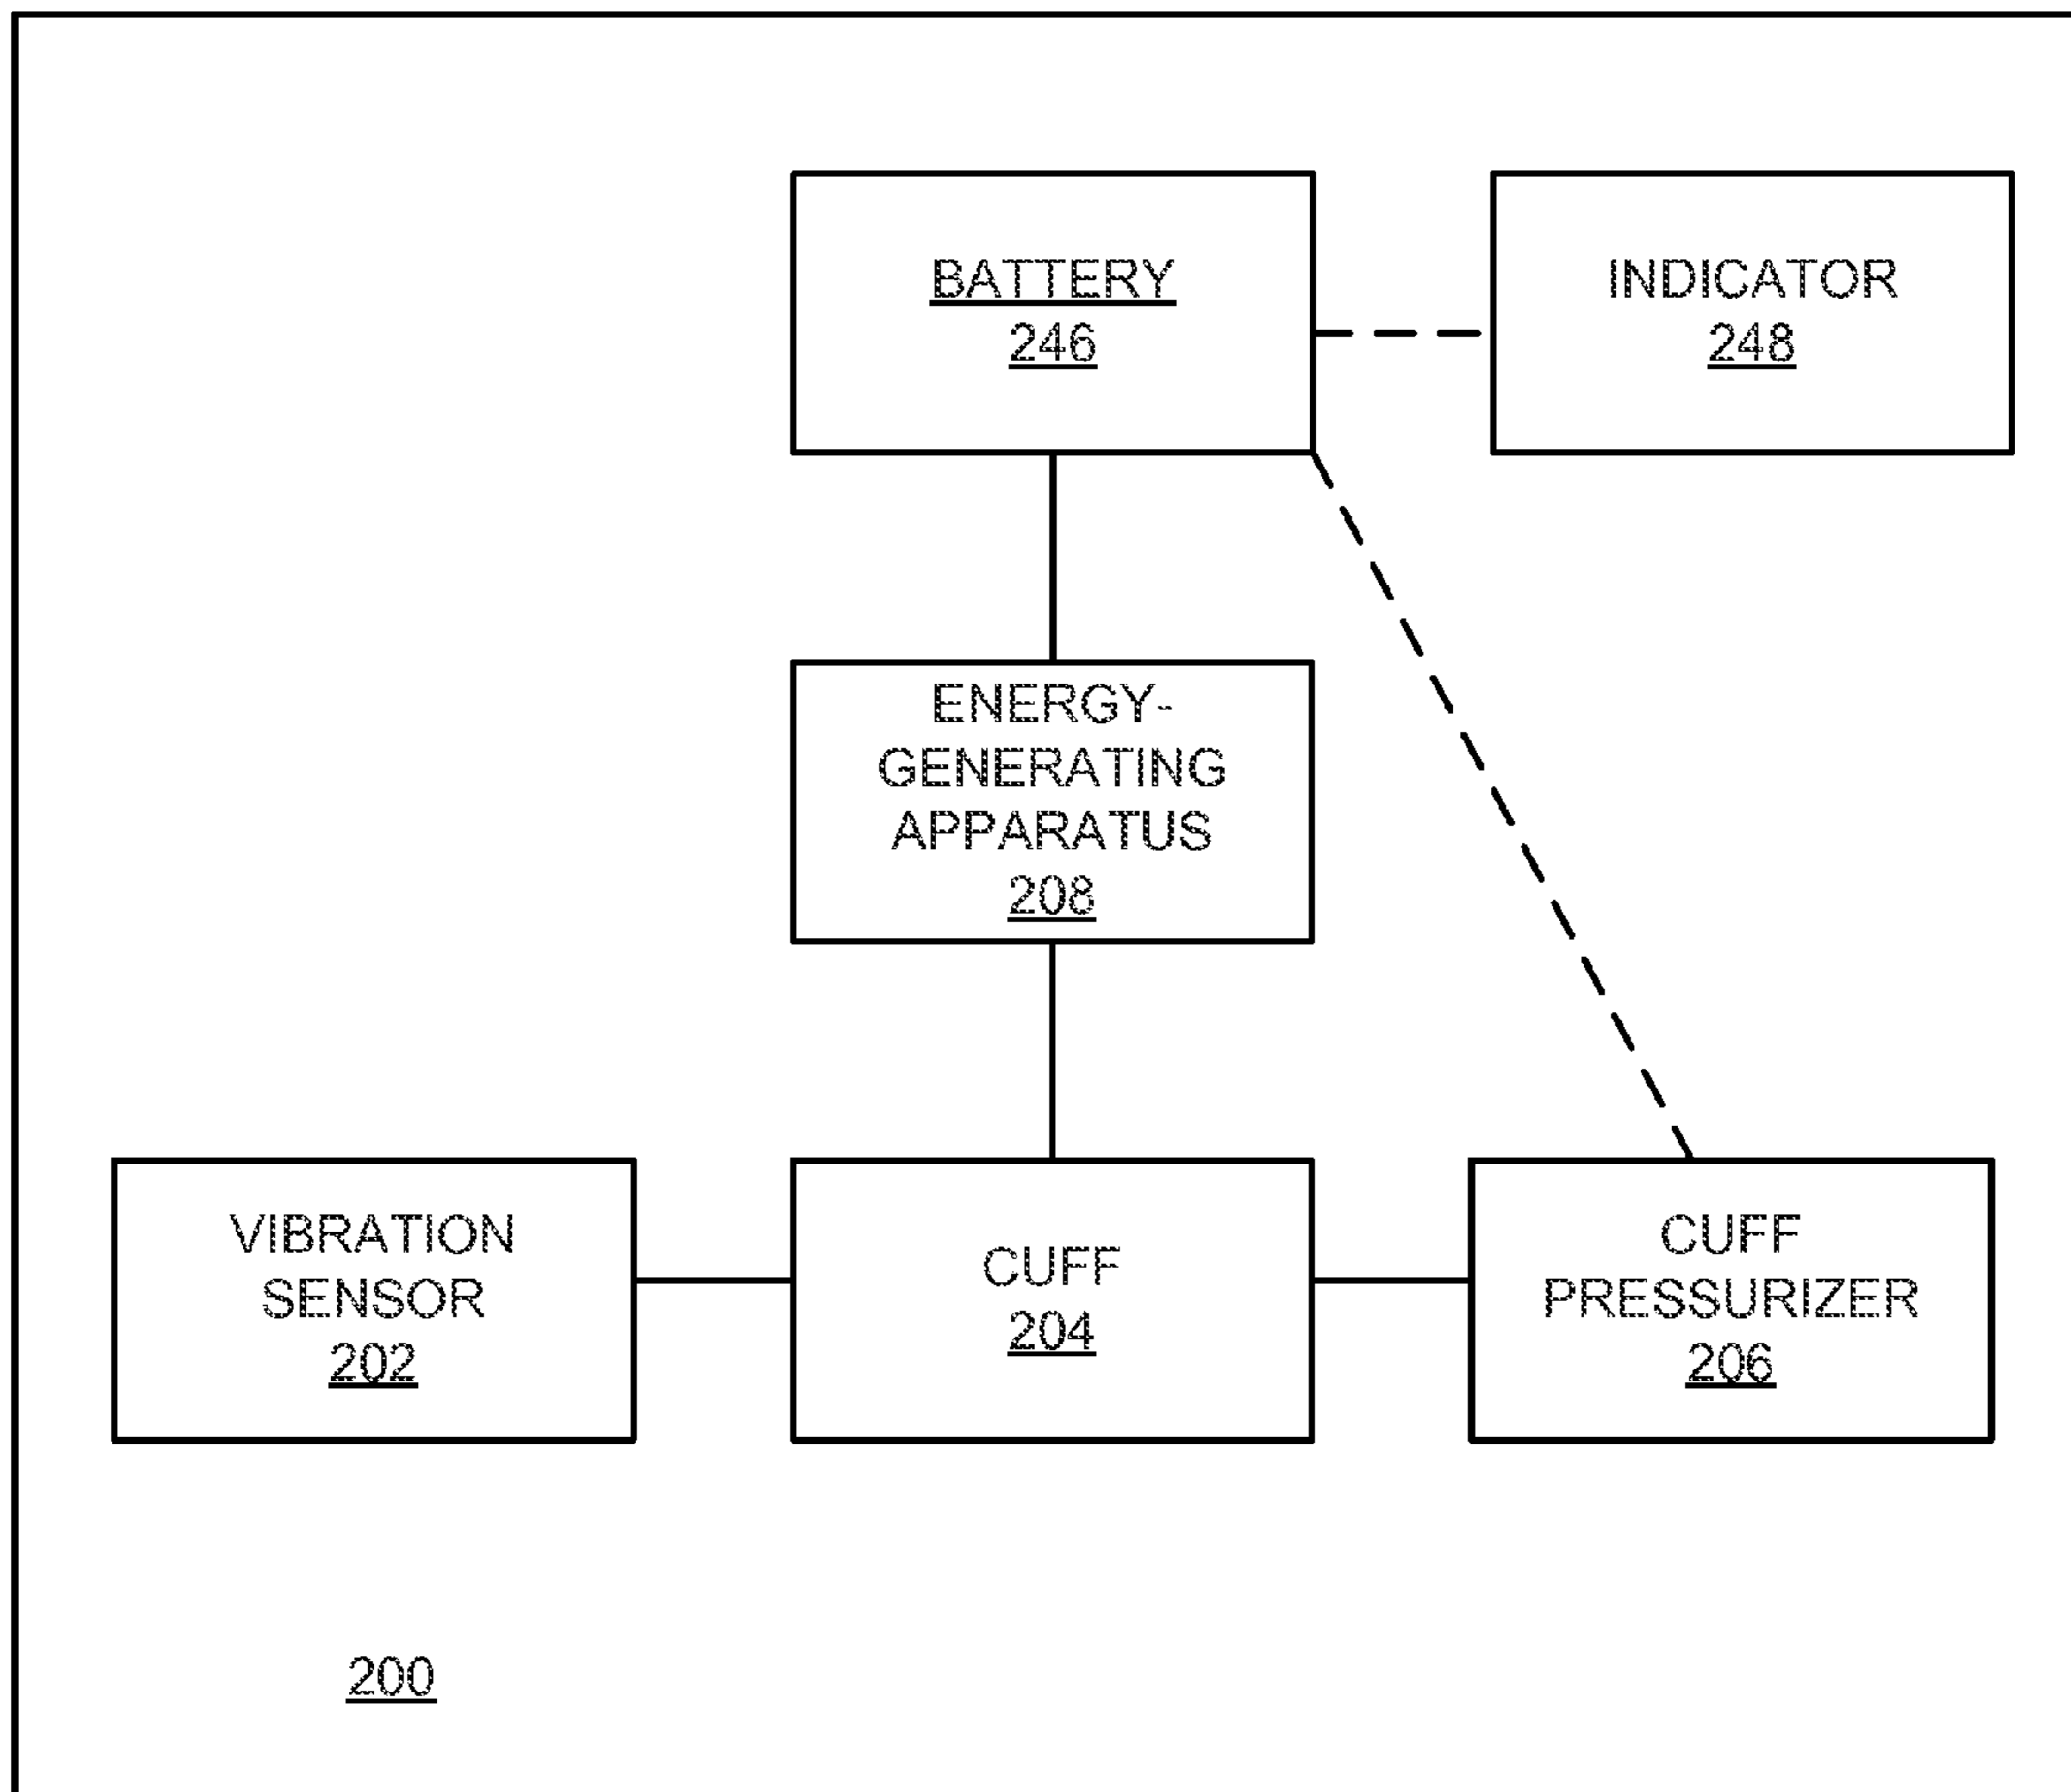 BATTERY
246
INDICATOR
248
ENERGY-
GENERATING
APPARATUS
208
VIBRATION
SENSOR
202
CUFF
204
CUFF
PRESSURIZER
206
200